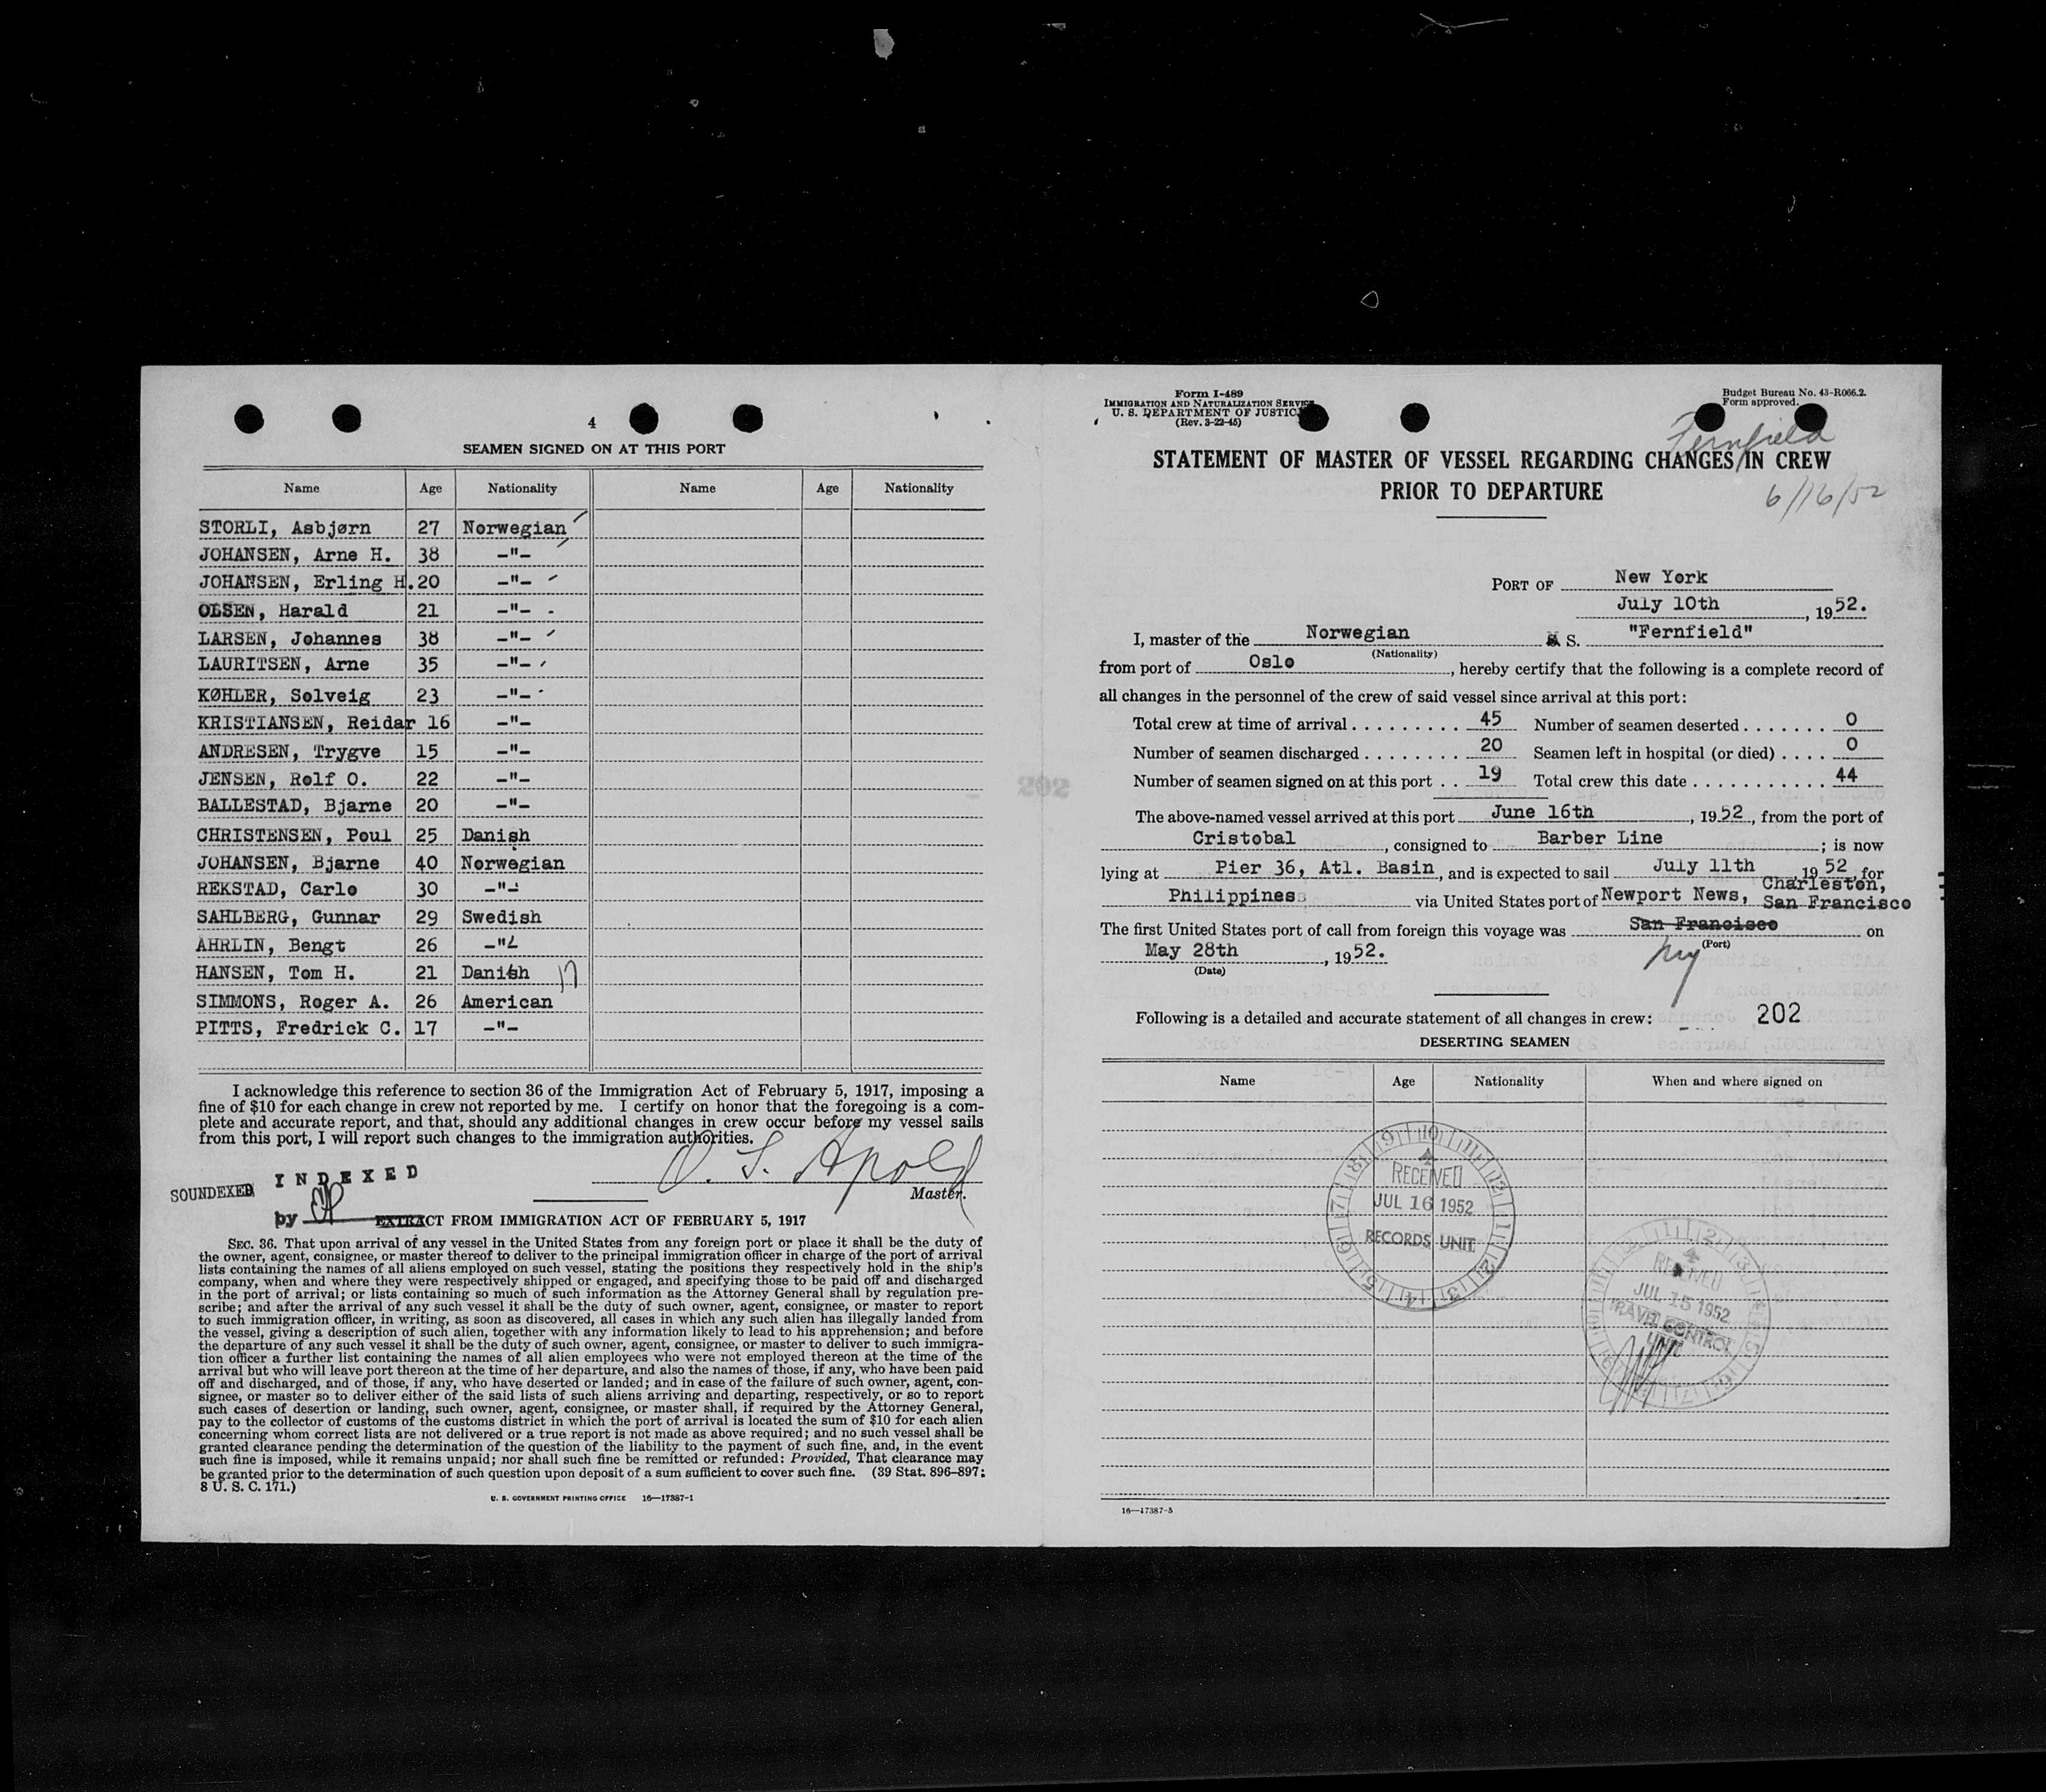 4
SEAMEN SIGNED ON AT THIS PORT
Name Age Nationality Name Age Nationality
STORLI, Asbjørn 27 Norwegian
JOHANSEN, Arne H. 38 -"-
JOHANSEN, Erling H. 20 -"-
OLSEN, Harald 21 -"-
LARSEN, Johannes 38 -"-
LAURITSEN, Arne 35 -"-
KØHLER, Solveig 23 -"-
KRISTIANSEN, Reidar 16 -"-
ANDRESEN, Trygve 15 -"-
JENSEN, Rolf O. 22 -"-
BALLESTAD, Bjarne 20 -"-
CHRISTENSEN, Poul 25 Danish
JOHANSEN, Bjarne 40 Norwegian
REKSTAD, Carlo 30 -"-
SAHLBERG, Gunnar 29 Swedish
AHRLIN, Bengt 26 -"-
HANSEN, Tom H. 21 Danish 17
SIMMONS, Roger A. 26 American
PITTS, Fredrick C. 17 -"-
I acknowledge this reference to section 36 of the Immigration Act of February 5, 1917, imposing a
fine of $10 for each change in crew not reported by me. I certify on honor that the foregoing is a com-
plete and accurate report, and that, should any additional changes in crew occur before my vessel sails
from this port, I will report such changes to the immigration authorities.
O. S. Apold
Master.
INDEXED
SOUNDEXED
by
EXTRACT FROM IMMIGRATION ACT OF FEBRUARY 5, 1917
SEC. 36. That upon arrival of any vessel in the United States from any foreign port or place it shall be the duty of
the owner, agent, consignee, or master thereof to deliver to the principal immigration officer in charge of the port of arrival
lists containing the names of all aliens employed on such vessel, stating the positions they respectively hold in the ship's
company, when and where they were respectively shipped or engaged, and specifying those to be paid off and discharged
in the port of arrival; or lists containing so much of such information as the Attorney General shall by regulation pre-
scribe; and after the arrival of any such vessel it shall be the duty of such owner, agent, consignee, or master to report
to such immigration officer, in writing, as soon as discovered, all cases in which any such alien has illegally landed from
the vessel, giving a description of such alien, together with any information likely to lead to his apprehension; and before
the departure of any such vessel it shall be the duty of such owner, agent, consignee, or master to deliver to such immigra-
tion officer a further list containing the names of all alien employees who were not employed thereon at the time of the
arrival but who will leave port thereon at the time of her departure, and also the names of those, if any, who have been paid
off and discharged, and of those, if any, who have deserted or landed; and in case of the failure of such owner, agent, con-
signee, or master so to deliver either of the said lists of such aliens arriving and departing, respectively, or so to report
such cases of desertion or landing, such owner, agent, consignee, or master shall, if required by the Attorney General,
pay to the collector of customs of the customs district in which the port of arrival is located the sum of $10 for each alien
concerning whom correct lists are not delivered or a true report is not made as above required; and no such vessel shall be
granted clearance pending the determination of the question of the liability to the payment of such fine, and, in the event
such fine is imposed, while it remains unpaid; nor shall such fine be remitted or refunded: Provided, That clearance may
be granted prior to the determination of such question upon deposit of a sum sufficient to cover such fine. (39 Stat. 896-897;
8 U. S. C. 171.)
U. S. GOVERNMENT PRINTING OFFICE 16—17387-1
Form I-489
IMMIGRATION AND NATURALIZATION SERVICE
U. S. DEPARTMENT OF JUSTICE
(Rev. 3-22-45)
Budget Bureau No. 43-R066.2.
Form approved.
Fernfield
STATEMENT OF MASTER OF VESSEL REGARDING CHANGES IN CREW
PRIOR TO DEPARTURE
6/16/52
PORT OF New York
July 10th, 1952.
I, master of the Norwegian S. "Fernfield"
(Nationality)
from port of Oslo, hereby certify that the following is a complete record of
all changes in the personnel of the crew of said vessel since arrival at this port:
Total crew at time of arrival . . . . . . . . . 45 Number of seamen deserted . . . . . . . 0
Number of seamen discharged . . . . . . . . 20 Seamen left in hospital (or died) . . . . 0
Number of seamen signed on at this port . . 19 Total crew this date . . . . . . . . . . . 44
The above-named vessel arrived at this port June 16th, 1952, from the port of
Cristobal, consigned to Barber Line; is now
lying at Pier 36, Atl. Basin, and is expected to sail July 11th 1952, for
Philippines via United States port of Newport News, Charleston, San Francisco
The first United States port of call from foreign this voyage was San Francisco on
(Port)
NY
May 28th, 1952.
(Date)
Following is a detailed and accurate statement of all changes in crew: 202
DESERTING SEAMEN
Name Age Nationality When and where signed on
RECEIVED
JUL 16 1952
RECORDS UNIT
RECEIVED
JUL 15 1952
TRAVEL CONTROL
UNIT
16—17387-5